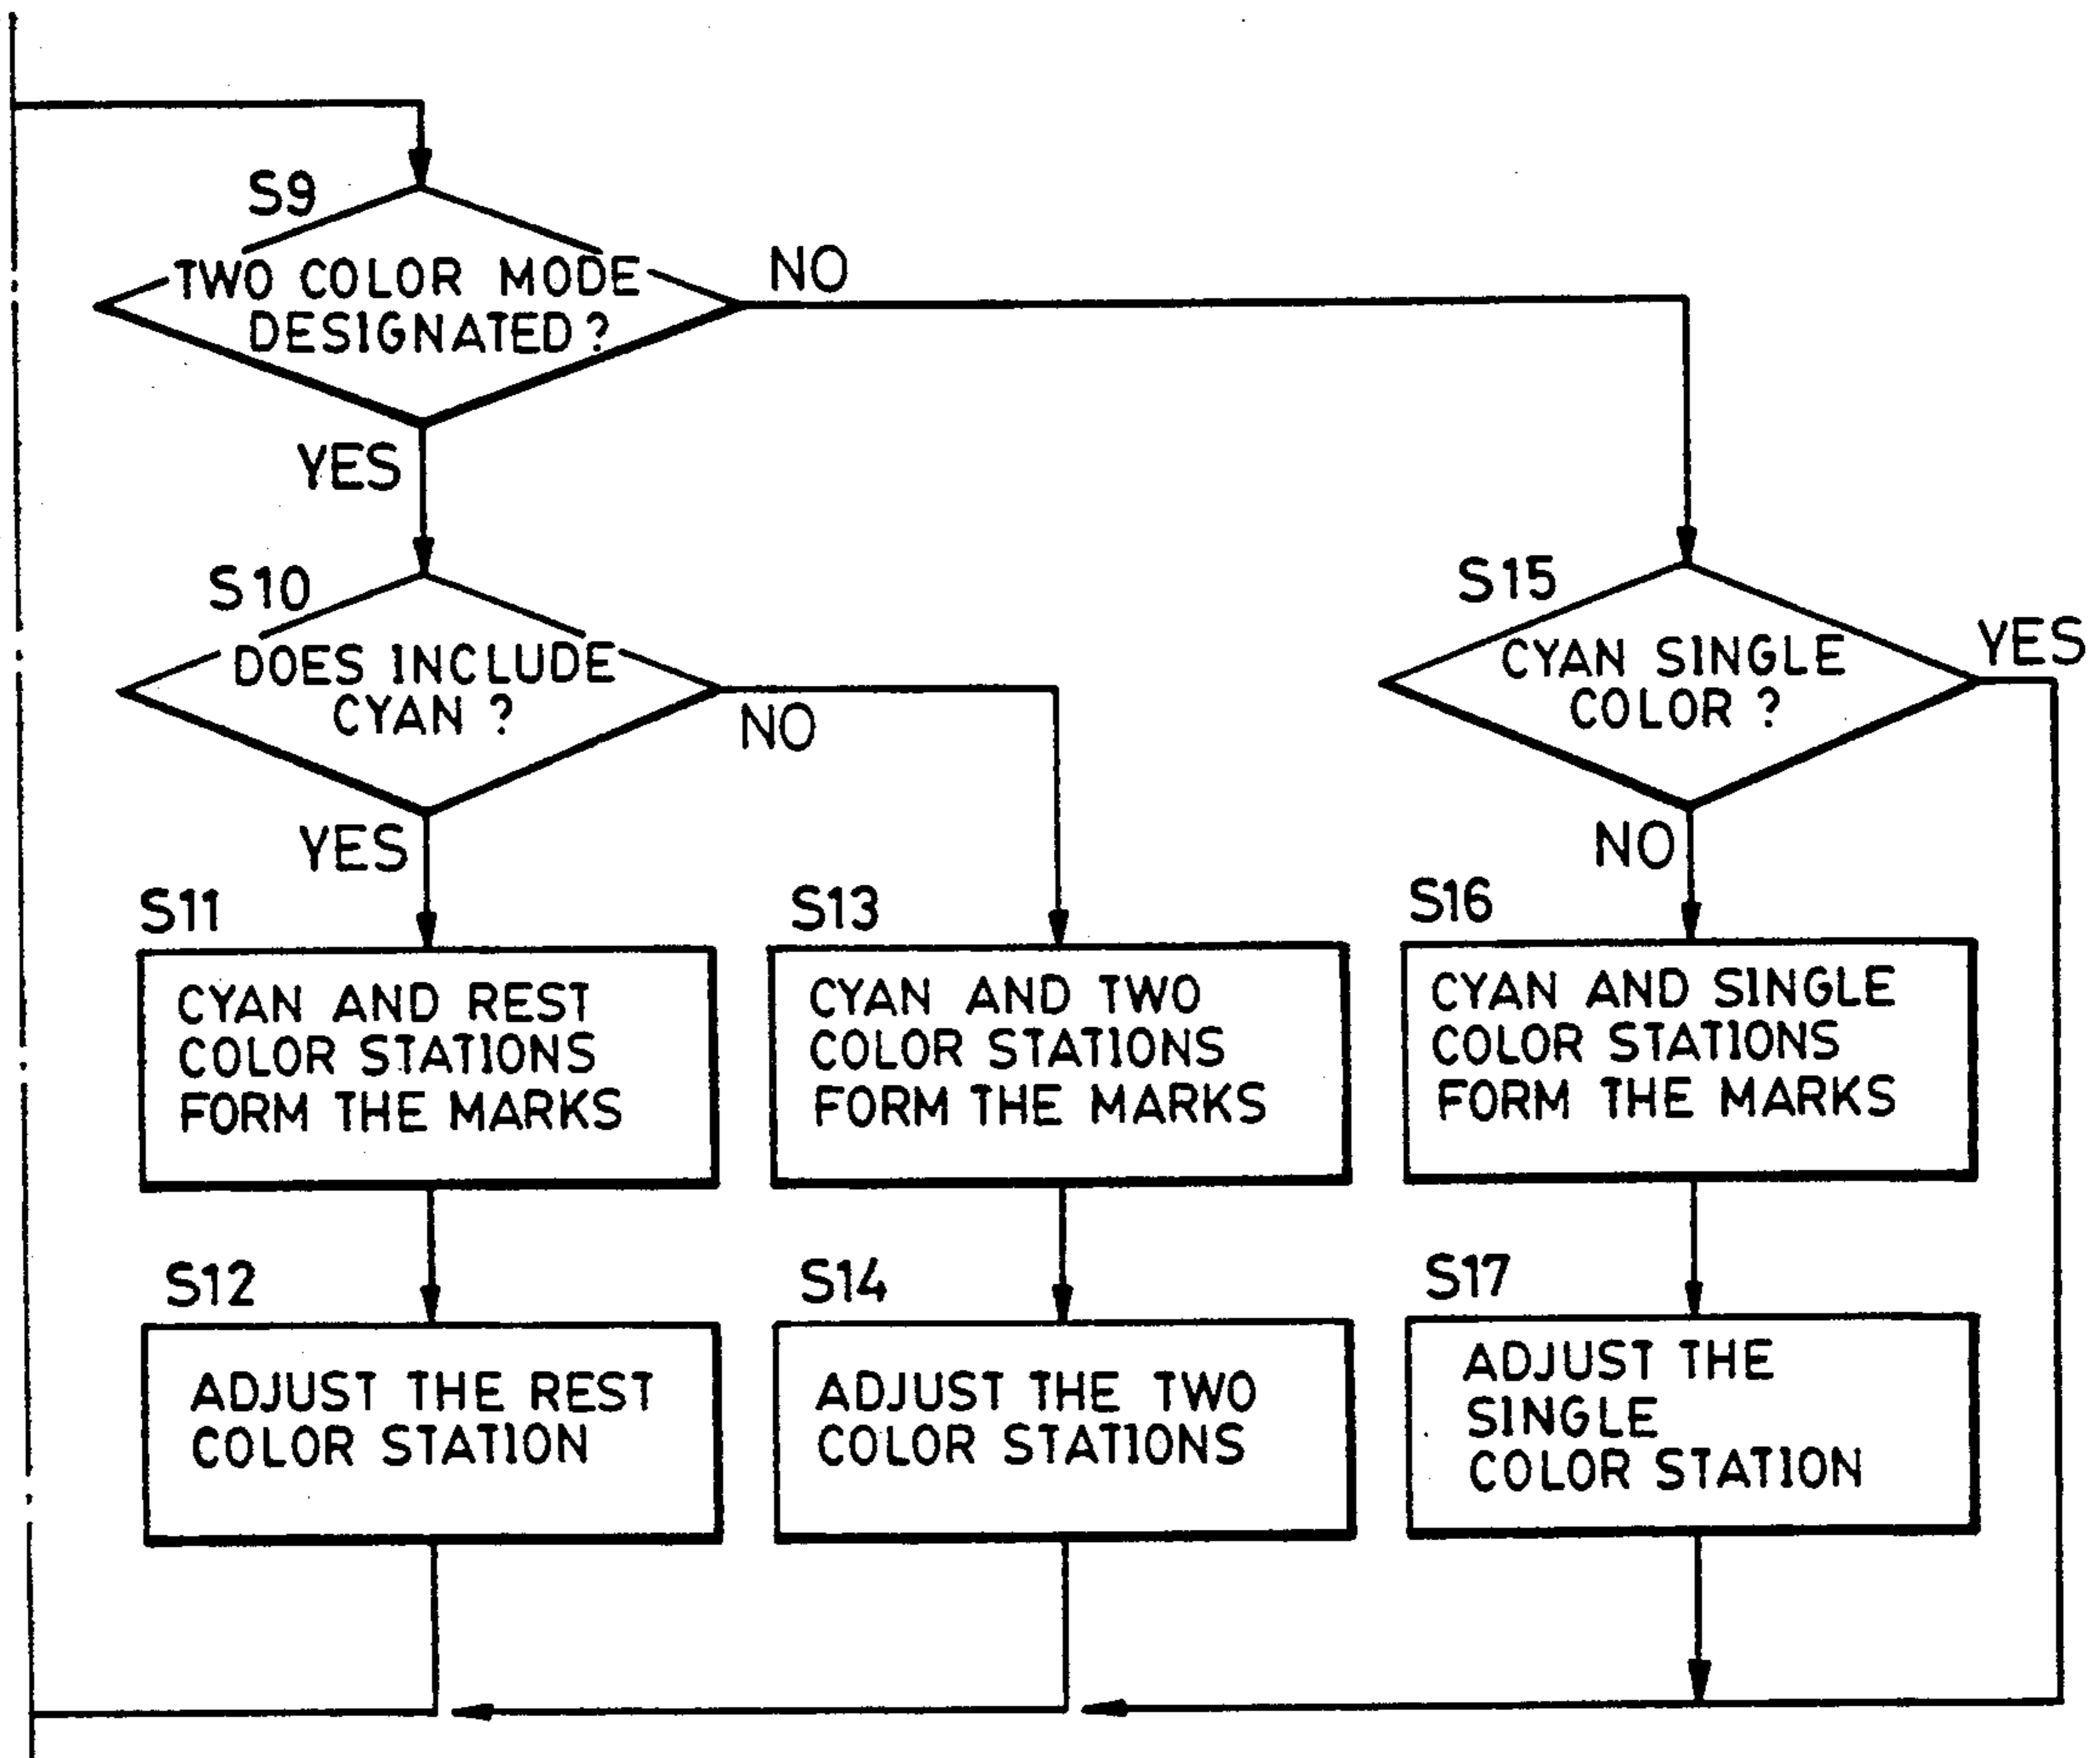 S9
TWO COLOR MODE
DESIGNATED ?
NO
YES
S10
DOES INCLUDE
CYAN ?
NO
YES
S15
CYAN SINGLE
COLOR ?
YES
NO
S11
CYAN AND REST
COLOR STATIONS
FORM THE MARKS
S13
CYAN AND TWO
COLOR STATIONS
FORM THE MARKS
S16
CYAN AND SINGLE
COLOR STATIONS
FORM THE MARKS
S12
ADJUST THE REST
COLOR STATION
S14
ADJUST THE TWO
COLOR STATIONS
S17
ADJUST THE
SINGLE
COLOR STATION